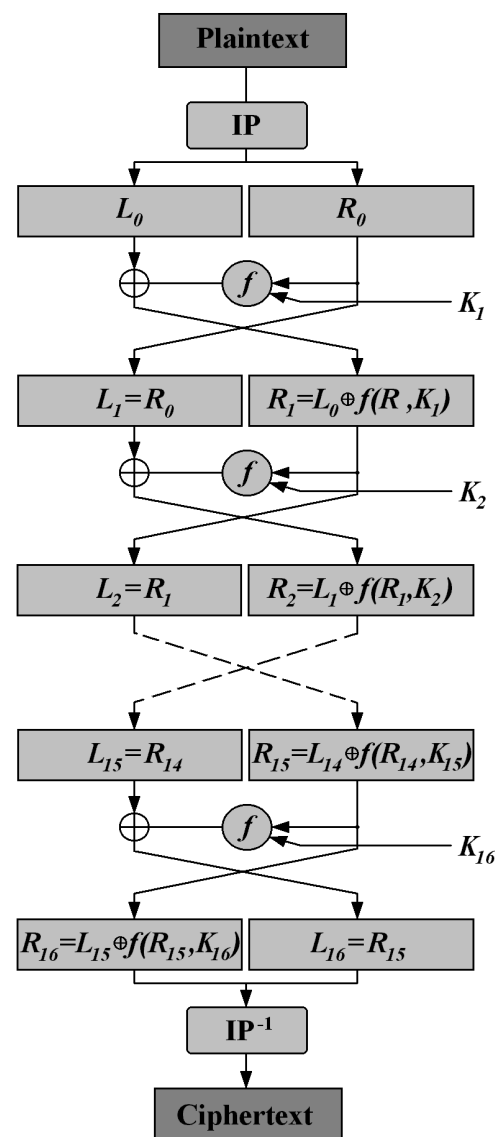 Plaintext
IP
L₀
R₀
f
K₁
L₁=R₀
R₁=L₀⊕f(R ,K₁)
f
K₂
L₂=R₁
R₂=L₁⊕f(R₁,K₂)
L₁₅=R₁₄
R₁₅=L₁₄⊕f(R₁₄,K₁₅)
f
K₁₆
R₁₆=L₁₅⊕f(R₁₅,K₁₆)
L₁₆=R₁₅
IP⁻¹
Ciphertext